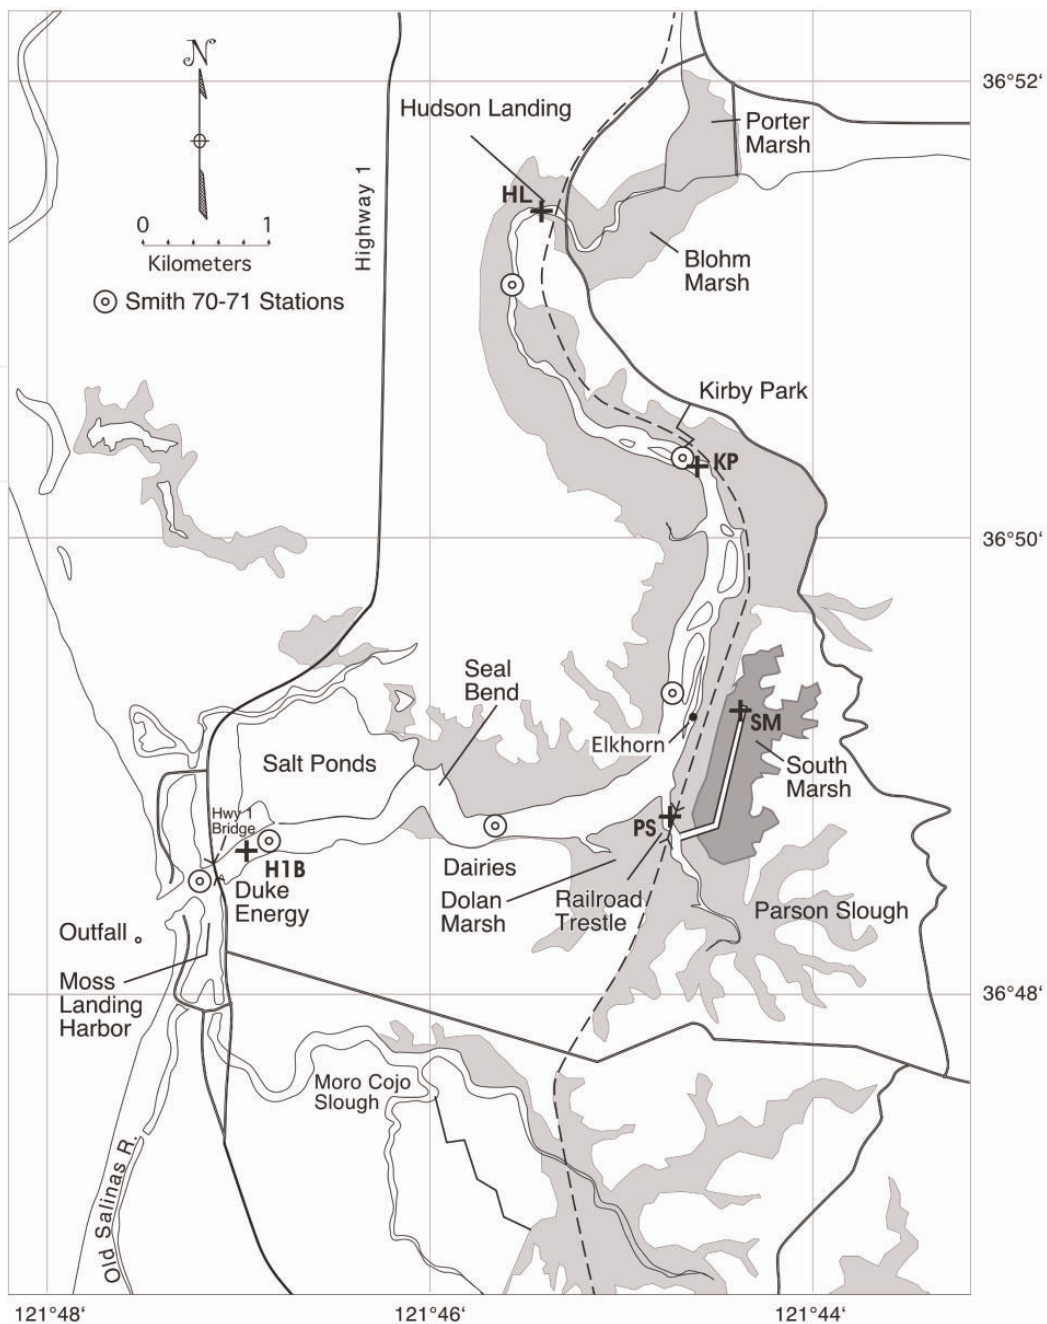 N
36°52‘
Hudson Landing
Porter
Marsh
Highway 1
HL
0 1
Kilometers
Blohm
Marsh
Smith 70-71 Stations
Kirby Park
KP
36°50‘
Seal
Bend
Elkhorn
SM
Salt Ponds
South
Marsh
Hwy 1
Bridge
PS
H1B
Dairies
Duke
Energy
Dolan
Marsh
Railroad
Trestle
Parson Slough
Outfall
Moss
Landing
Harbor
36°48‘
Moro Cojo
Slough
Old Salinas R.
121°48‘ 121°46‘ 121°44‘